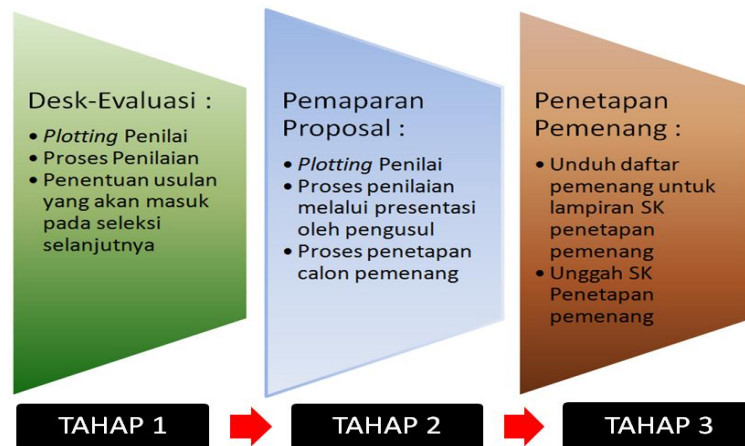 Desk-Evaluasi :
• Plotting Penilai
• Proses Penilaian
• Penentuan usulan
yang akan masuk
pada seleksi
selanjutnya
Pemaparan
Proposal :
• Plotting Penilai
• Proses penilaian
melalui presentasi
oleh pengusul
• Proses penetapan
calon pemenang
Penetapan
Pemenang :
• Unduh daftar
pemenang untuk
lampiran SK
penetapan
pemenang
• Unggah SK
Penetapan
pemenang
TAHAP 1
TAHAP 2
TAHAP 3